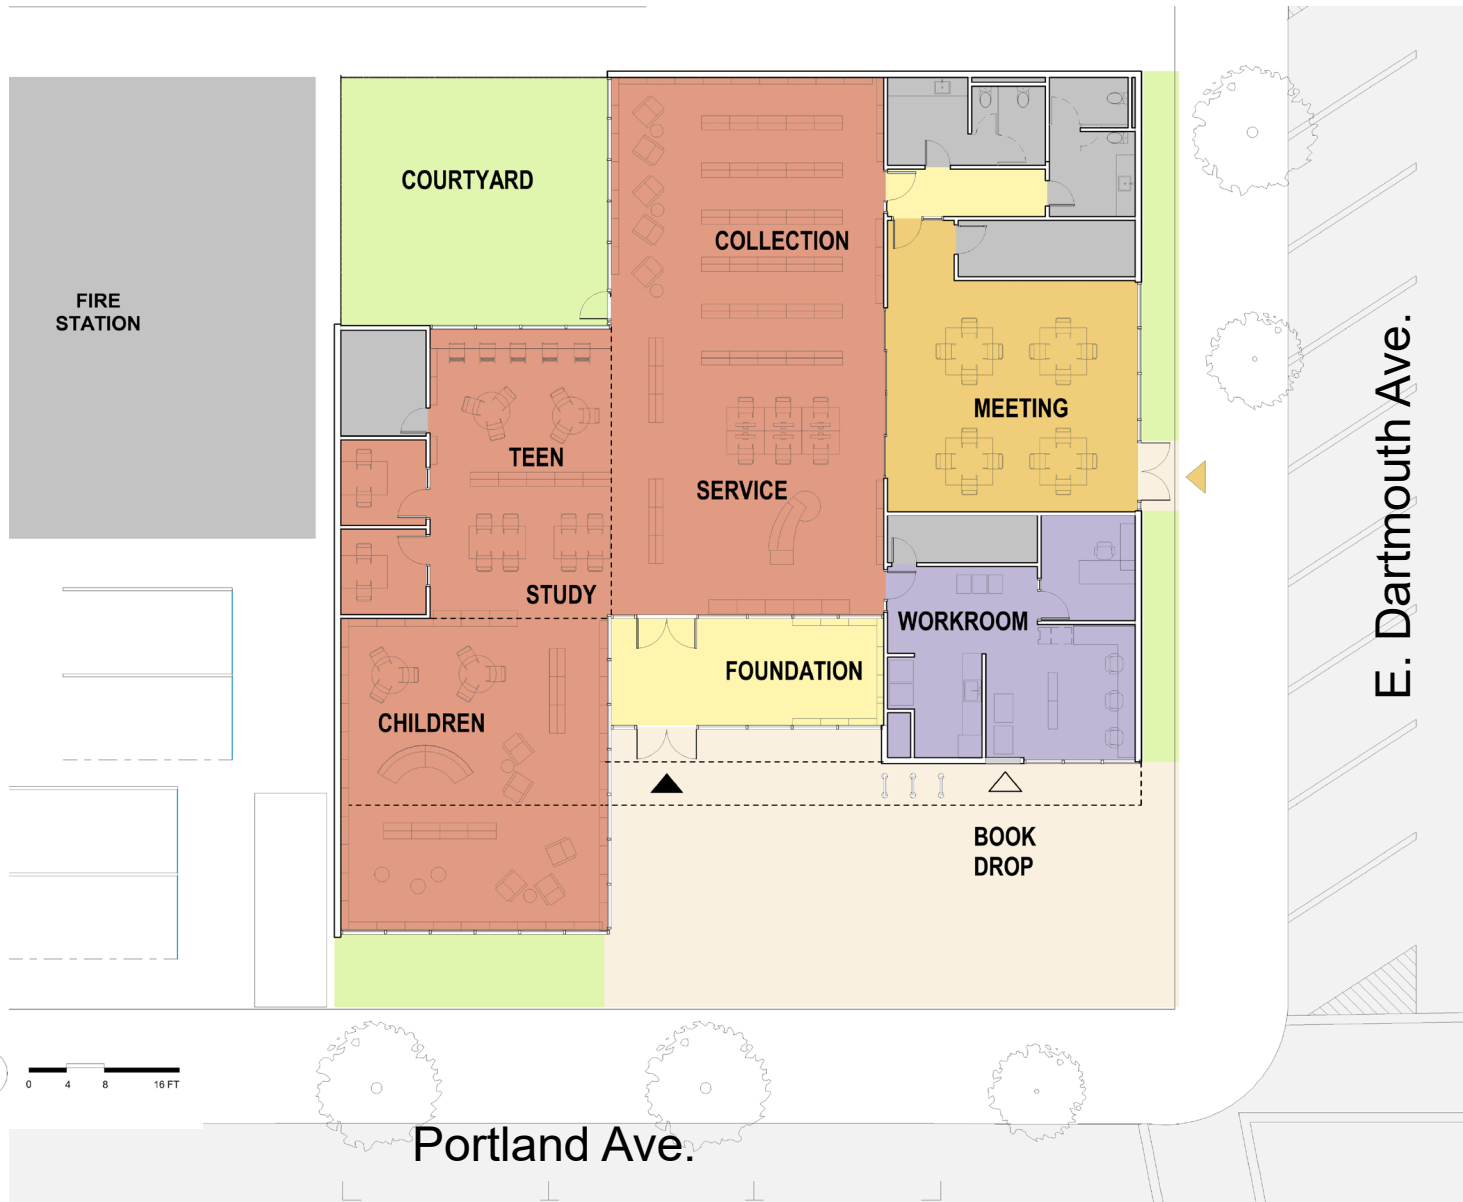 COURTYARD
COLLECTION
FIRE
STATION
E. Dartmouth Ave.
MEETING
TEEN
SERVICE
STUDY
WORKROOM
FOUNDATION
CHILDREN
BOOK
DROP
0 4 8 16 FT
Portland Ave.